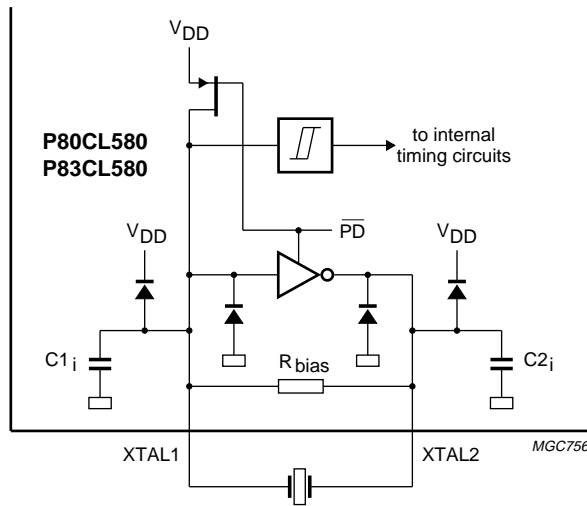 VDD
P80CL580
P83CL580
to internal
timing circuits
PD
VDD
VDD
C1i
Rbias
C2i
XTAL1
XTAL2
MGC756